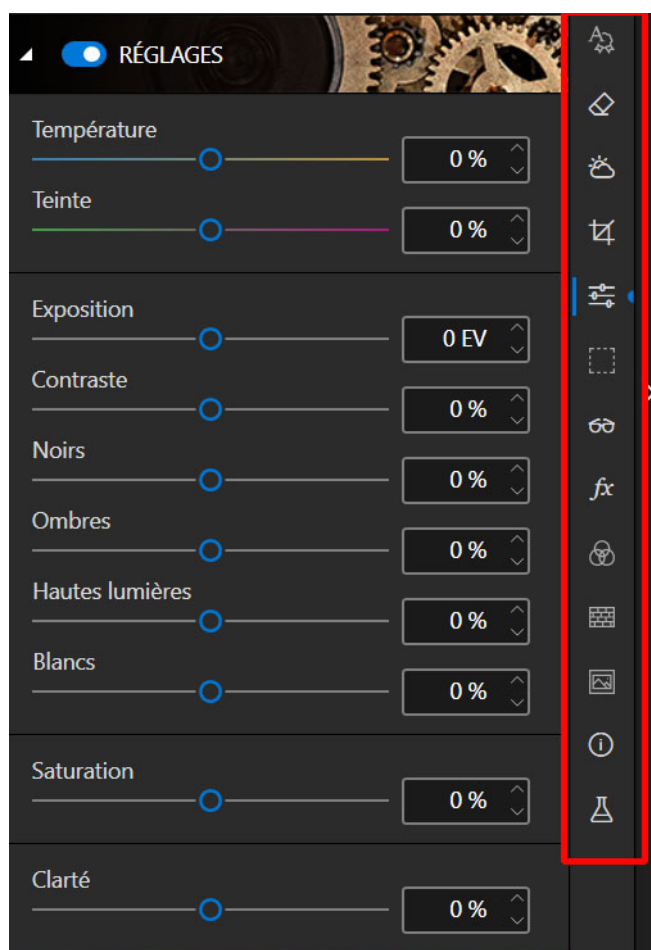 RÉGLAGES
Température
0 %
Teinte
0 %
Exposition
0 EV
Contraste
0 %
Noirs
0 %
Ombres
0 %
Hautes lumières
0 %
Blancs
0 %
Saturation
0 %
Clarté
0 %
fx